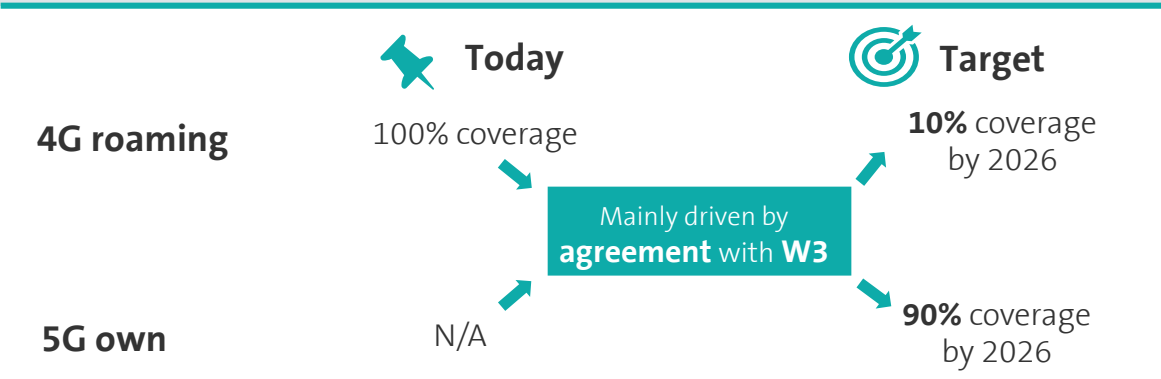 Today
Target
4G roaming
100% coverage
10% coverage
by 2026
Mainly driven by
agreement with W3
5G own
N/A
90% coverage
by 2026